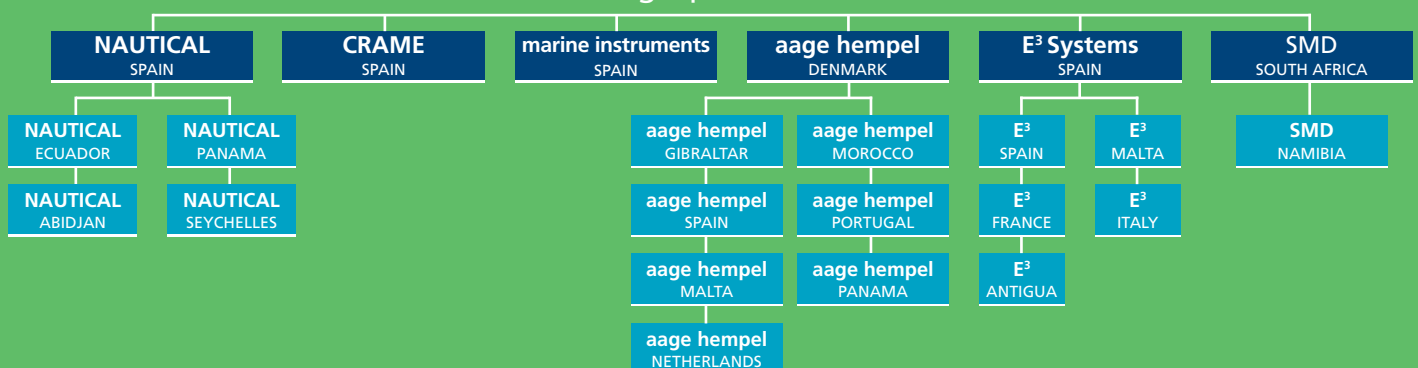 NAUTICAL
SPAIN
CRAME
SPAIN
marine instruments
SPAIN
aage hempel
DENMARK
E³ Systems
SPAIN
SMD
SOUTH AFRICA
NAUTICAL
ECUADOR
NAUTICAL
PANAMA
aage hempel
GIBRALTAR
aage hempel
MOROCCO
E³
SPAIN
E³
MALTA
SMD
NAMIBIA
NAUTICAL
ABIDJAN
NAUTICAL
SEYCHELLES
aage hempel
SPAIN
aage hempel
PORTUGAL
E³
FRANCE
E³
ITALY
aage hempel
MALTA
aage hempel
PANAMA
E³
ANTIGUA
aage hempel
NETHERLANDS